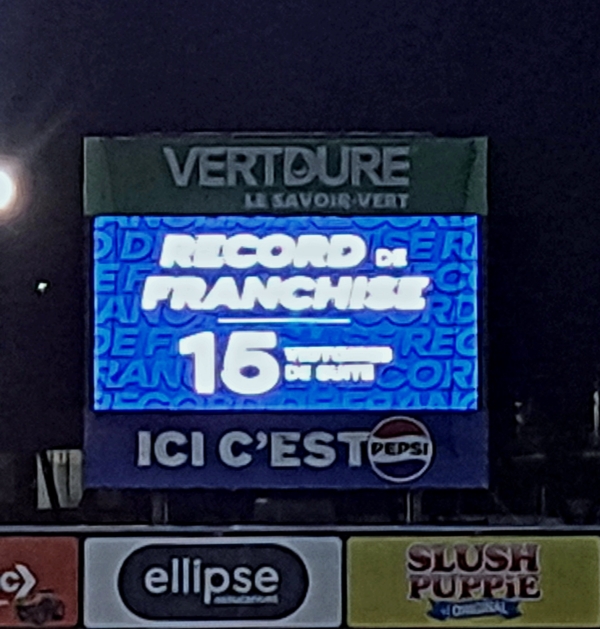 VERTDURE
LE SAVOIR-VERT
RECORD DE
FRANCHISE
15 VICTOIRES
DE SUITE
ICI C'EST PEPSI
ellipse
SLUSH
PUPPiE